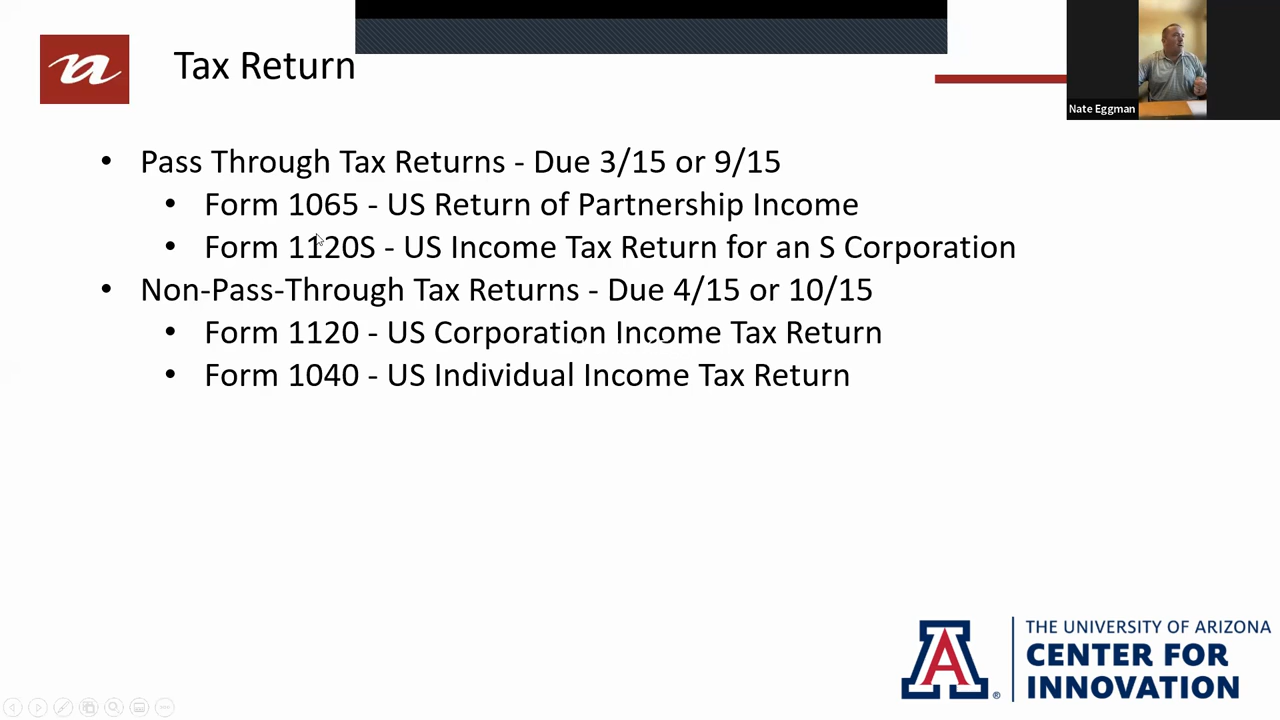 Tax Return
Nate Eggman
• Pass Through Tax Returns - Due 3/15 or 9/15
• Form 1065 - US Return of Partnership Income
• Form 1120S - US Income Tax Return for an S Corporation
• Non-Pass-Through Tax Returns - Due 4/15 or 10/15
• Form 1120 - US Corporation Income Tax Return
• Form 1040 - US Individual Income Tax Return
A®
THE UNIVERSITY OF ARIZONA
CENTER FOR
INNOVATION